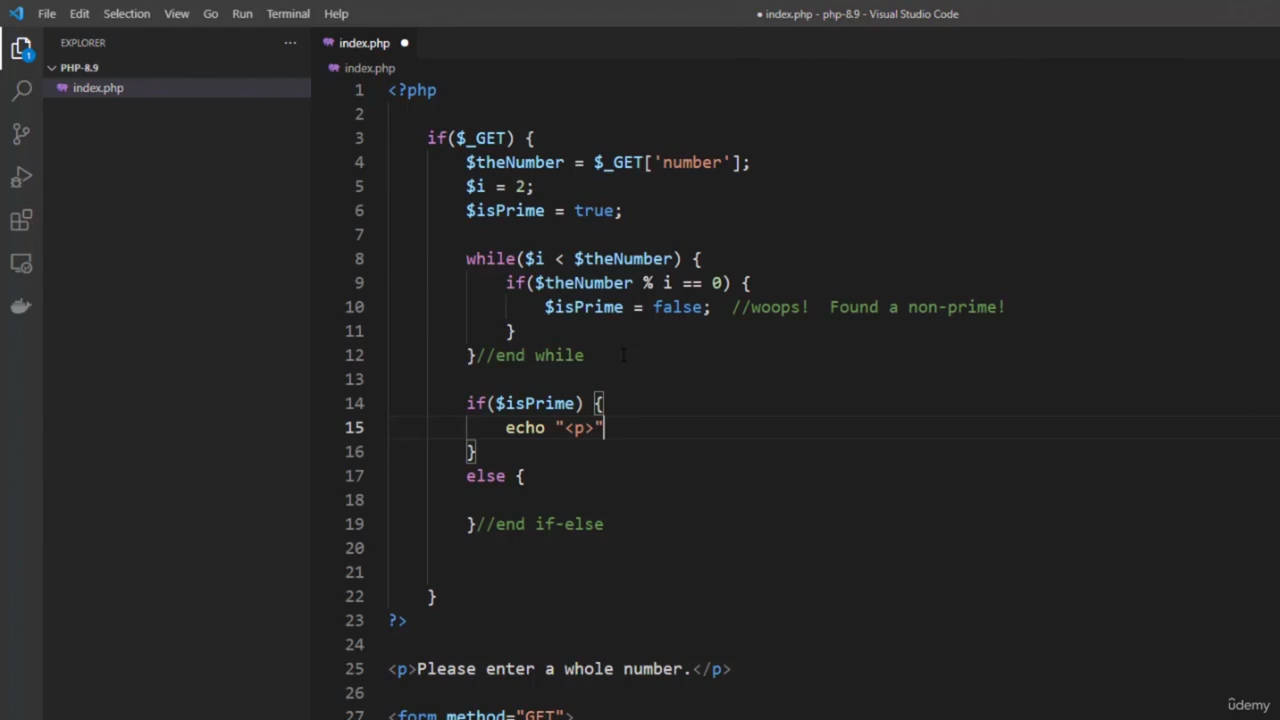 File Edit Selection View Go Run Terminal Help ● index.php - php-8.9 - Visual Studio Code
EXPLORER ··· index.php ●
PHP-8.9 index.php
index.php
1 <?php
2
3 if($_GET) {
4 $theNumber = $_GET['number'];
5 $i = 2;
6 $isPrime = true;
7
8 while($i < $theNumber) {
9 if($theNumber % i == 0) {
10 $isPrime = false; //woops! Found a non-prime!
11 }
12 }//end while
13
14 if($isPrime) {
15 echo "<p>"
16 }
17 else {
18
19 }//end if-else
20
21
22 }
23 ?>
24
25 <p>Please enter a whole number.</p>
26
27 <form method="GET">
1
ûdemy